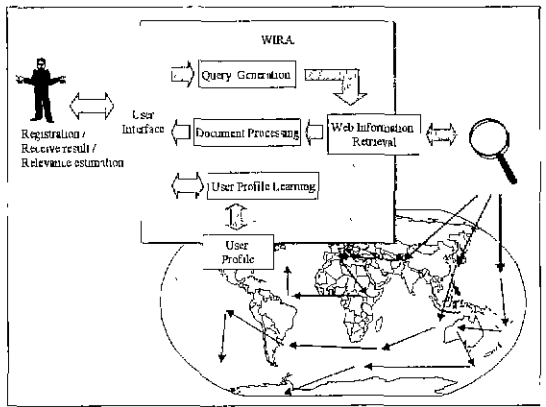 WIRA
Query Generation
User
Interface
Document Processing
Web Information
Retrieval
Registration /
Receive result /
Relevance estimation
User Profile Learning
User
Profile